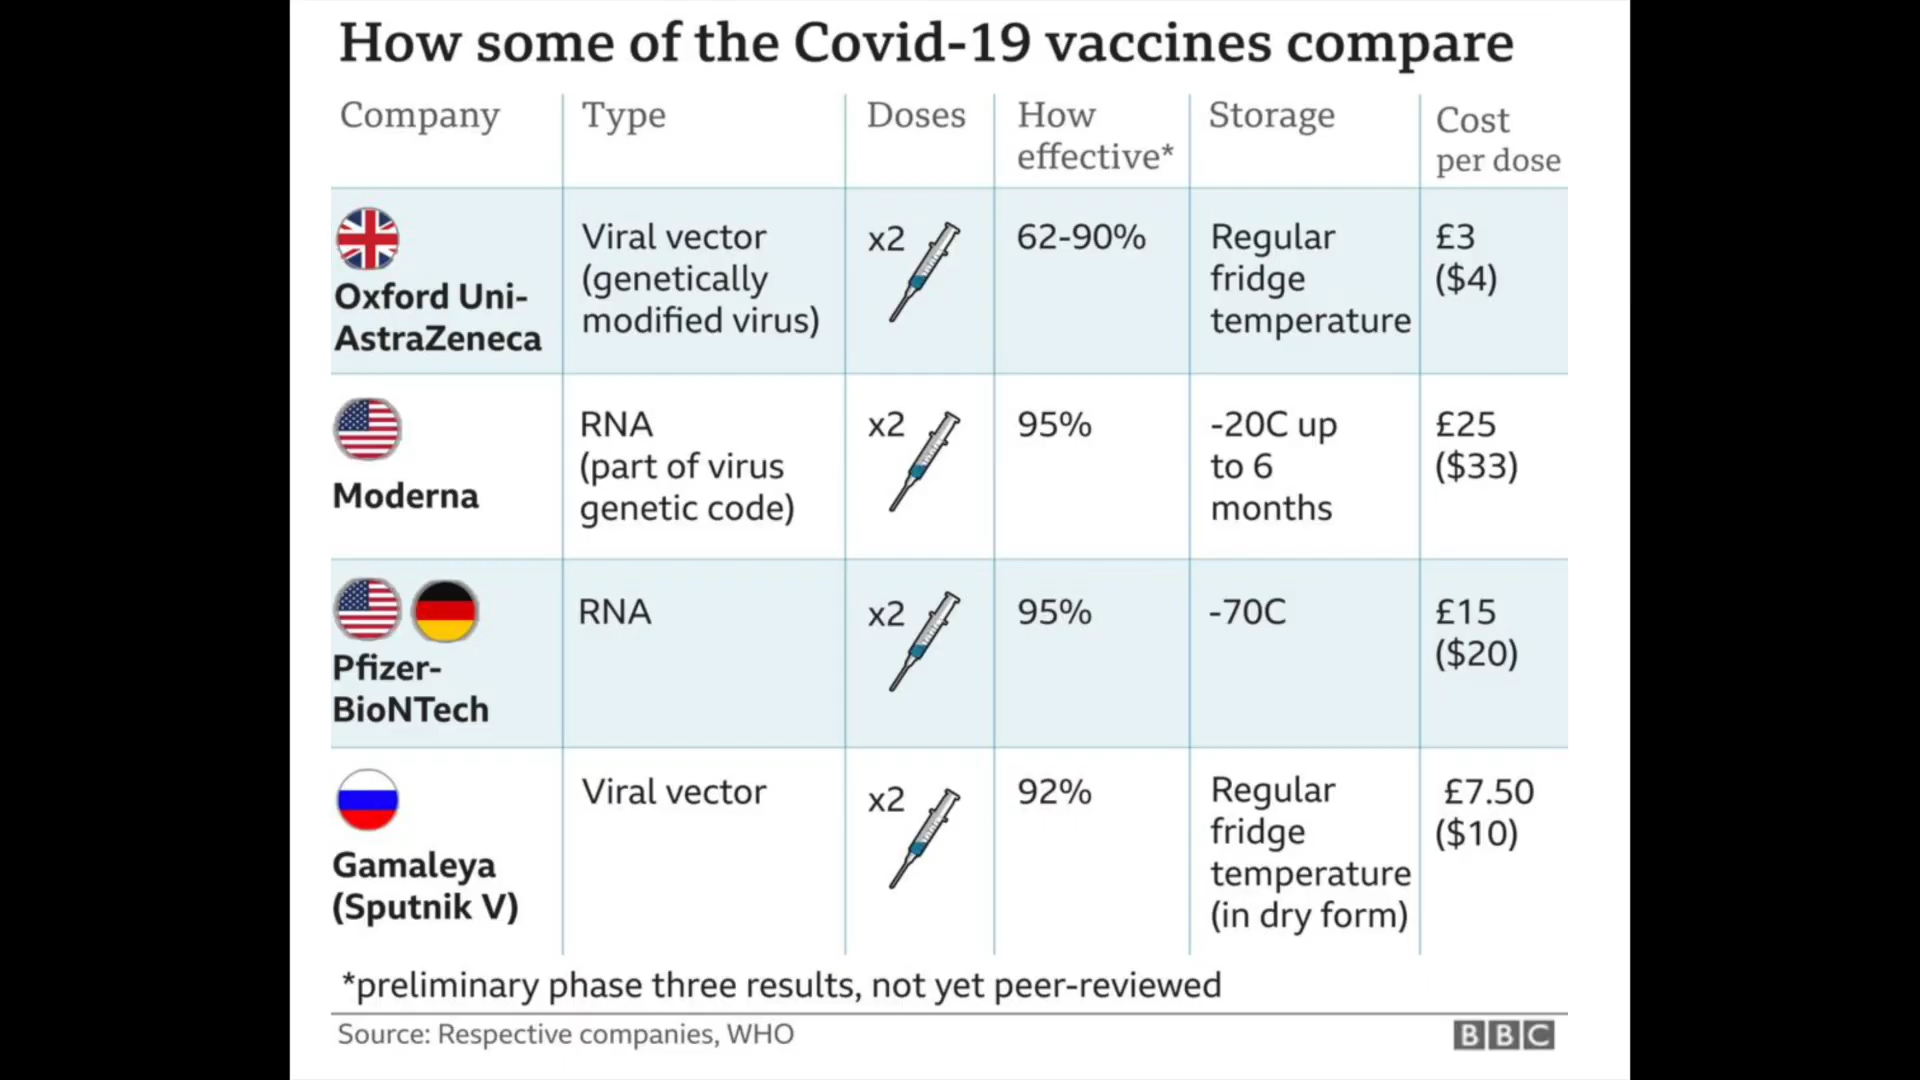 How some of the Covid-19 vaccines compare
Company Type Doses How effective* Storage Cost per dose
Oxford Uni-
AstraZeneca
Viral vector
(genetically
modified virus)
x2
62-90%
Regular
fridge
temperature
£3
($4)
Moderna
RNA
(part of virus
genetic code)
x2
95%
-20C up
to 6
months
£25
($33)
Pfizer-
BioNTech
RNA
x2
95%
-70C
£15
($20)
Gamaleya
(Sputnik V)
Viral vector
x2
92%
Regular
fridge
temperature
(in dry form)
£7.50
($10)
*preliminary phase three results, not yet peer-reviewed
Source: Respective companies, WHO
BBC